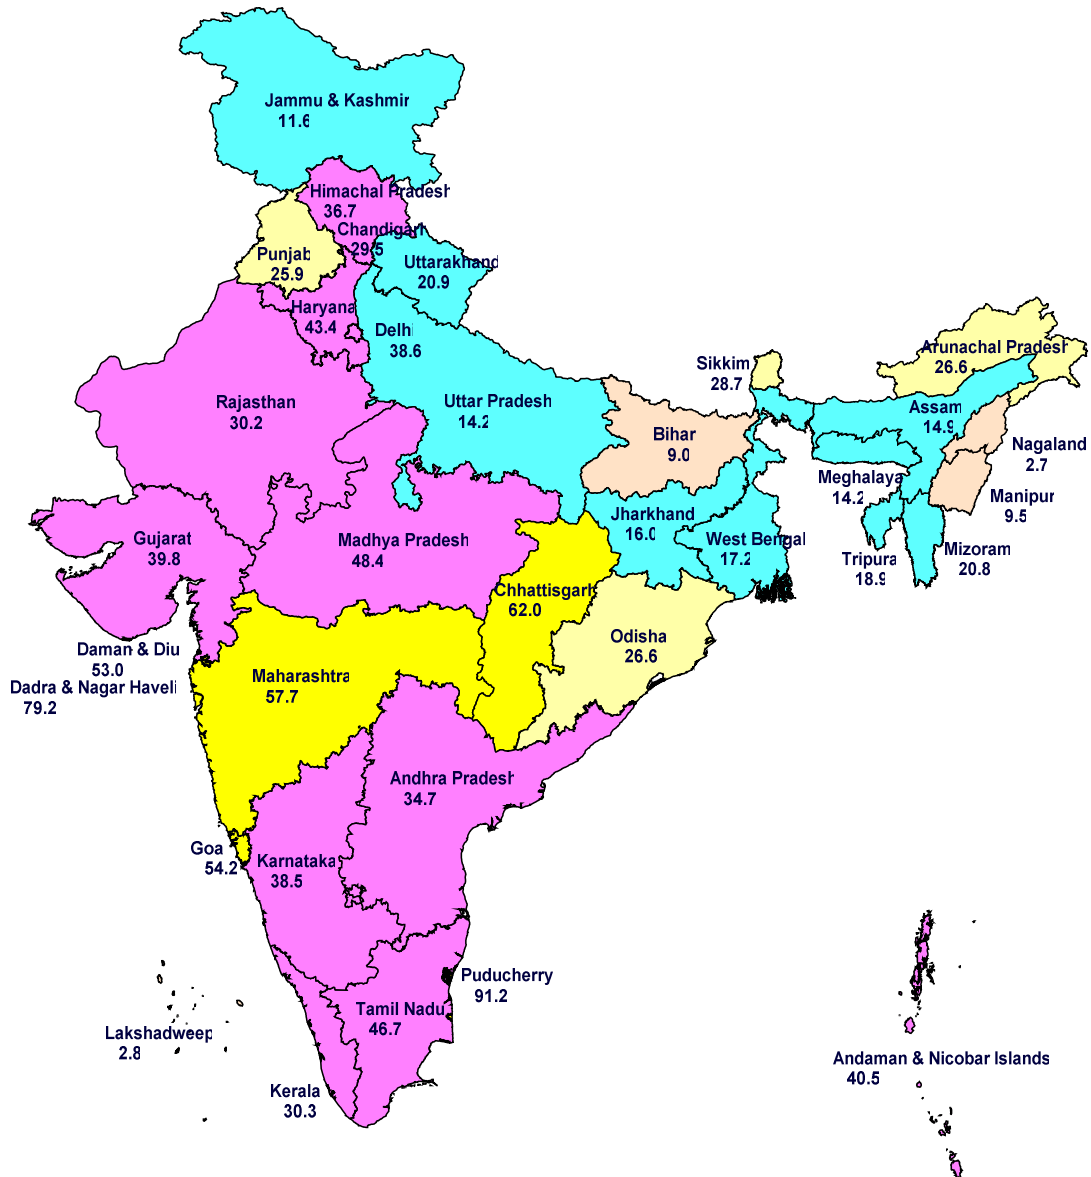 Jammu & Kashmir
11.6
Himachal Pradesh
36.7
Chandigarh
29.5
Punjab
25.9
Uttarakhand
20.9
Haryana
43.4
Delhi
38.6
Sikkim
28.7
Arunachal Pradesh
26.6
Rajasthan
30.2
Uttar Pradesh
14.2
Assam
14.9
Bihar
9.0
Nagaland
2.7
Meghalaya
14.2
Manipur
9.5
Jharkhand
16.0
West Bengal
17.2
Gujarat
39.8
Madhya Pradesh
48.4
Tripura
18.9
Mizoram
20.8
Chhattisgarh
62.0
Odisha
26.6
Daman & Diu
53.0
Dadra & Nagar Haveli
79.2
Maharashtra
57.7
Andhra Pradesh
34.7
Goa
54.2
Karnataka
38.5
Puducherry
91.2
Tamil Nadu
46.7
Lakshadweep
2.8
Andaman & Nicobar Islands
40.5
Kerala
30.3